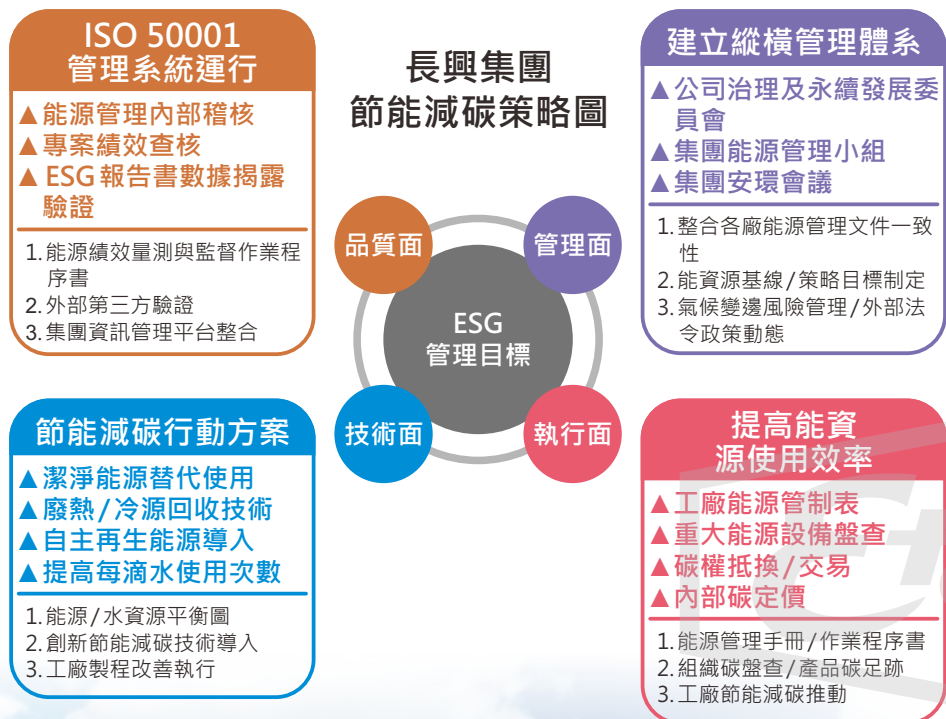 ISO 50001
管理系統運行
▲能源管理內部稽核
▲專案績效查核
▲ESG報告書數據揭露
驗證
1.能源績效量測與監督作業程
序書
2.外部第三方驗證
3.集團資訊管理平台整合
長興集團
節能減碳策略圖
建立縱橫管理體系
▲公司治理及永續發展委
員會
▲集團能源管理小組
▲集團安環會議
1.整合各廠能源管理文件一致
性
2.能資源基線/策略目標制定
3.氣候變邊風險管理/外部法
令政策動態
品質面
管理面
ESG
管理目標
技術面
執行面
節能減碳行動方案
▲潔淨能源替代使用
▲廢熱/冷源回收技術
▲自主再生能源導入
▲提高每滴水使用次數
1.能源/水資源平衡圖
2.創新節能減碳技術導入
3.工廠製程改善執行
提高能資
源使用效率
▲工廠能源管制表
▲重大能源設備盤查
▲碳權抵換/交易
▲內部碳定價
1.能源管理手冊/作業程序書
2.組織碳盤查/產品碳足跡
3.工廠節能減碳推動